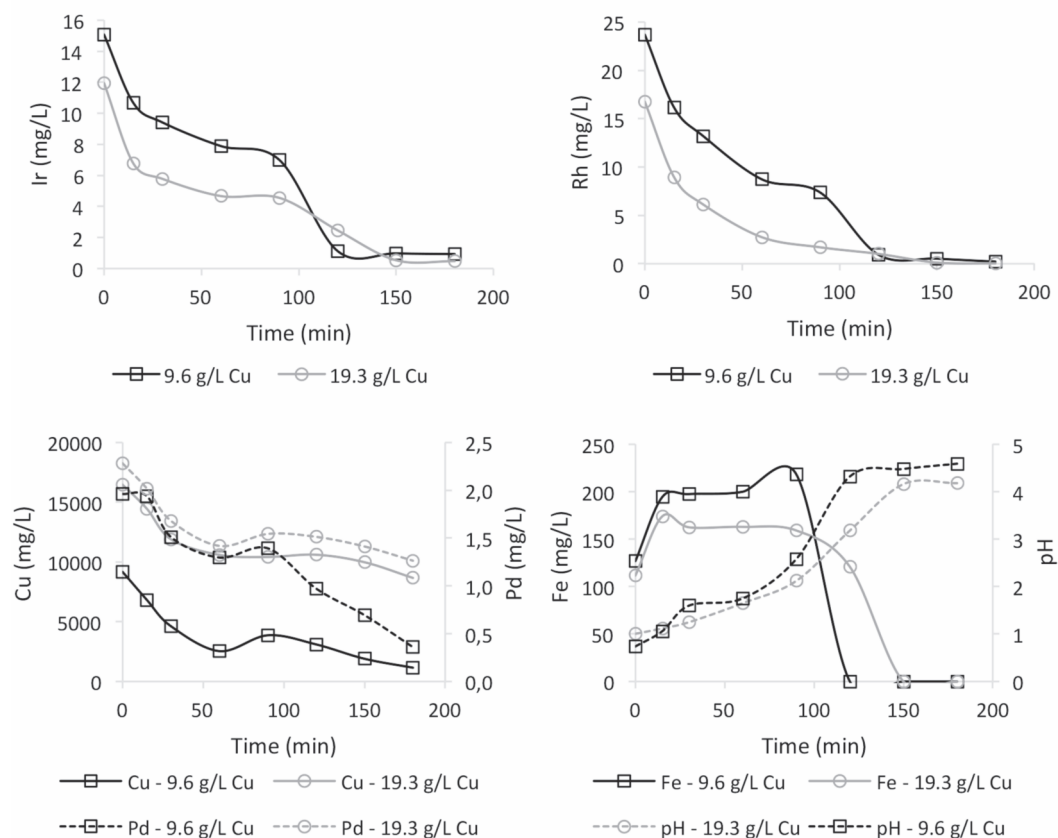 16
14
12
10
8
6
4
2
0
Ir (mg/L)
0 50 100 150 200
Time (min)
9.6 g/L Cu 19.3 g/L Cu
25
20
15
10
5
0
Rh (mg/L)
0 50 100 150 200
Time (min)
9.6 g/L Cu 19.3 g/L Cu
20000
15000
10000
5000
0
Cu (mg/L)
2,5
2,0
1,5
1,0
0,5
0,0
Pd (mg/L)
0 50 100 150 200
Time (min)
Cu - 9.6 g/L Cu Cu - 19.3 g/L Cu
Pd - 9.6 g/L Cu Pd - 19.3 g/L Cu
250
200
150
100
50
0
Fe (mg/L)
5
4
3
2
1
0
pH
0 50 100 150 200
Time (min)
Fe - 9.6 g/L Cu Fe - 19.3 g/L Cu
pH - 19.3 g/L Cu pH - 9.6 g/L Cu